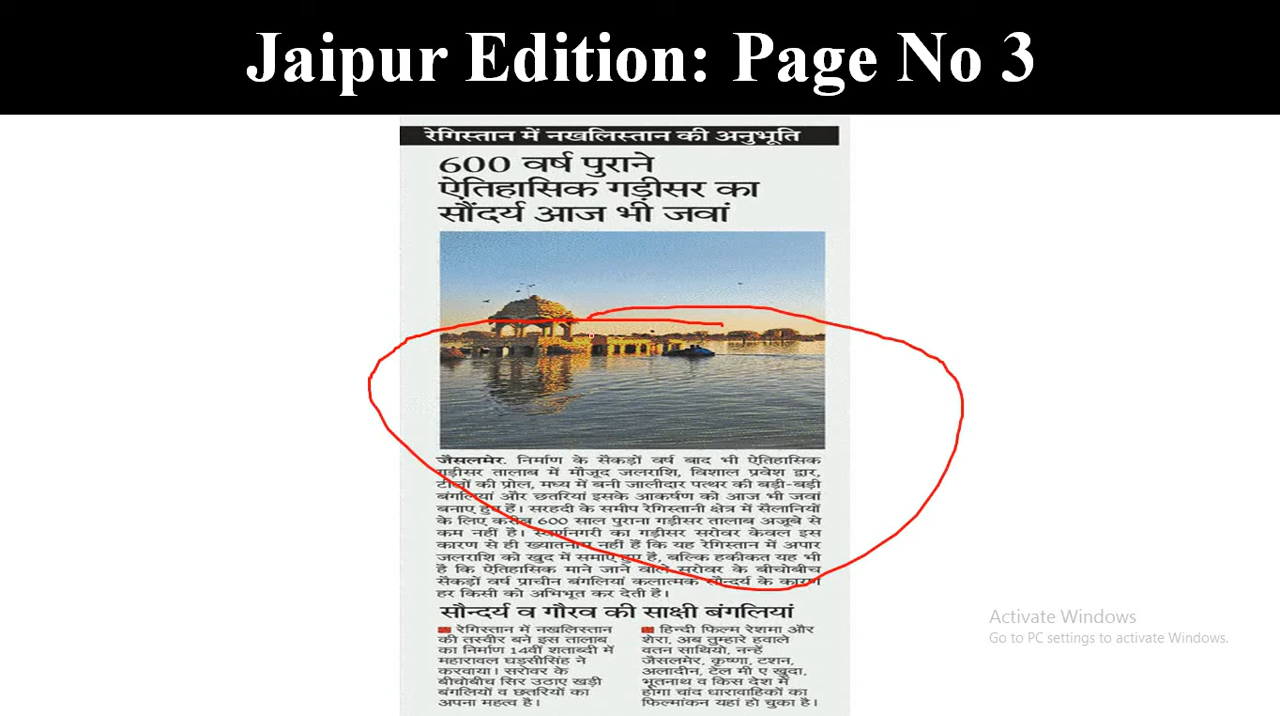 Jaipur Edition: Page No 3
रेगिस्तान में नखलिस्तान की अनुभूति
600 वर्ष पुराने
ऐतिहासिक गड़ीसर का
सौंदर्य आज भी जवां
जैसलमेर. निर्माण के सैकड़ों वर्ष बाद भी ऐतिहासिक
गड़ीसर तालाब में मौजूद जलराशि, विशाल प्रवेश द्वार,
टीलों की प्रोल, मध्य में बनी जालीदार पत्थर की बड़ी-बड़ी
बंगलियां और छतरियां इसके आकर्षण को आज भी जवां
बनाए हुए हैं। सरहदी के समीप रेगिस्तानी क्षेत्र में सैलानियों
के लिए करीब 600 साल पुराना गड़ीसर तालाब अजूबे से
कम नहीं है। स्वर्णनगरी का गड़ीसर सरोवर केवल इस
कारण से ही ख्यातनाम नहीं हैं कि यह रेगिस्तान में अपार
जलराशि को खुद में समाए हुए है, बल्कि हकीकत यह भी
है कि ऐतिहासिक माने जाने वाले सरोवर के बीचोबीच
सैकड़ों वर्ष प्राचीन बंगलियां कलात्मक सौन्दर्य के कारण
हर किसी को अभिभूत कर देती है।
सौन्दर्य व गौरव की साक्षी बंगलियां
रेगिस्तान में नखलिस्तान
की तस्वीर बने इस तालाब
का निर्माण 14वीं शताब्दी में
महारावल घड़सीसिंह ने
करवाया। सरोवर के
बीचोबीच सिर उठाए खड़ी
बंगलियों व छतरियों का
अपना महत्व है।
हिन्दी फिल्म रेशमा और
शेरा, अब तुम्हारे हवाले
वतन साथियो, नन्हें
जैसलमेर, कृष्णा, टशन,
अलादीन, टेल मी ए खुदा,
भूतनाथ व किस देश में
होगा चांद धारावाहिकों का
फिल्मांकन यहां हो चुका है।
Activate Windows
Go to PC settings to activate Windows.